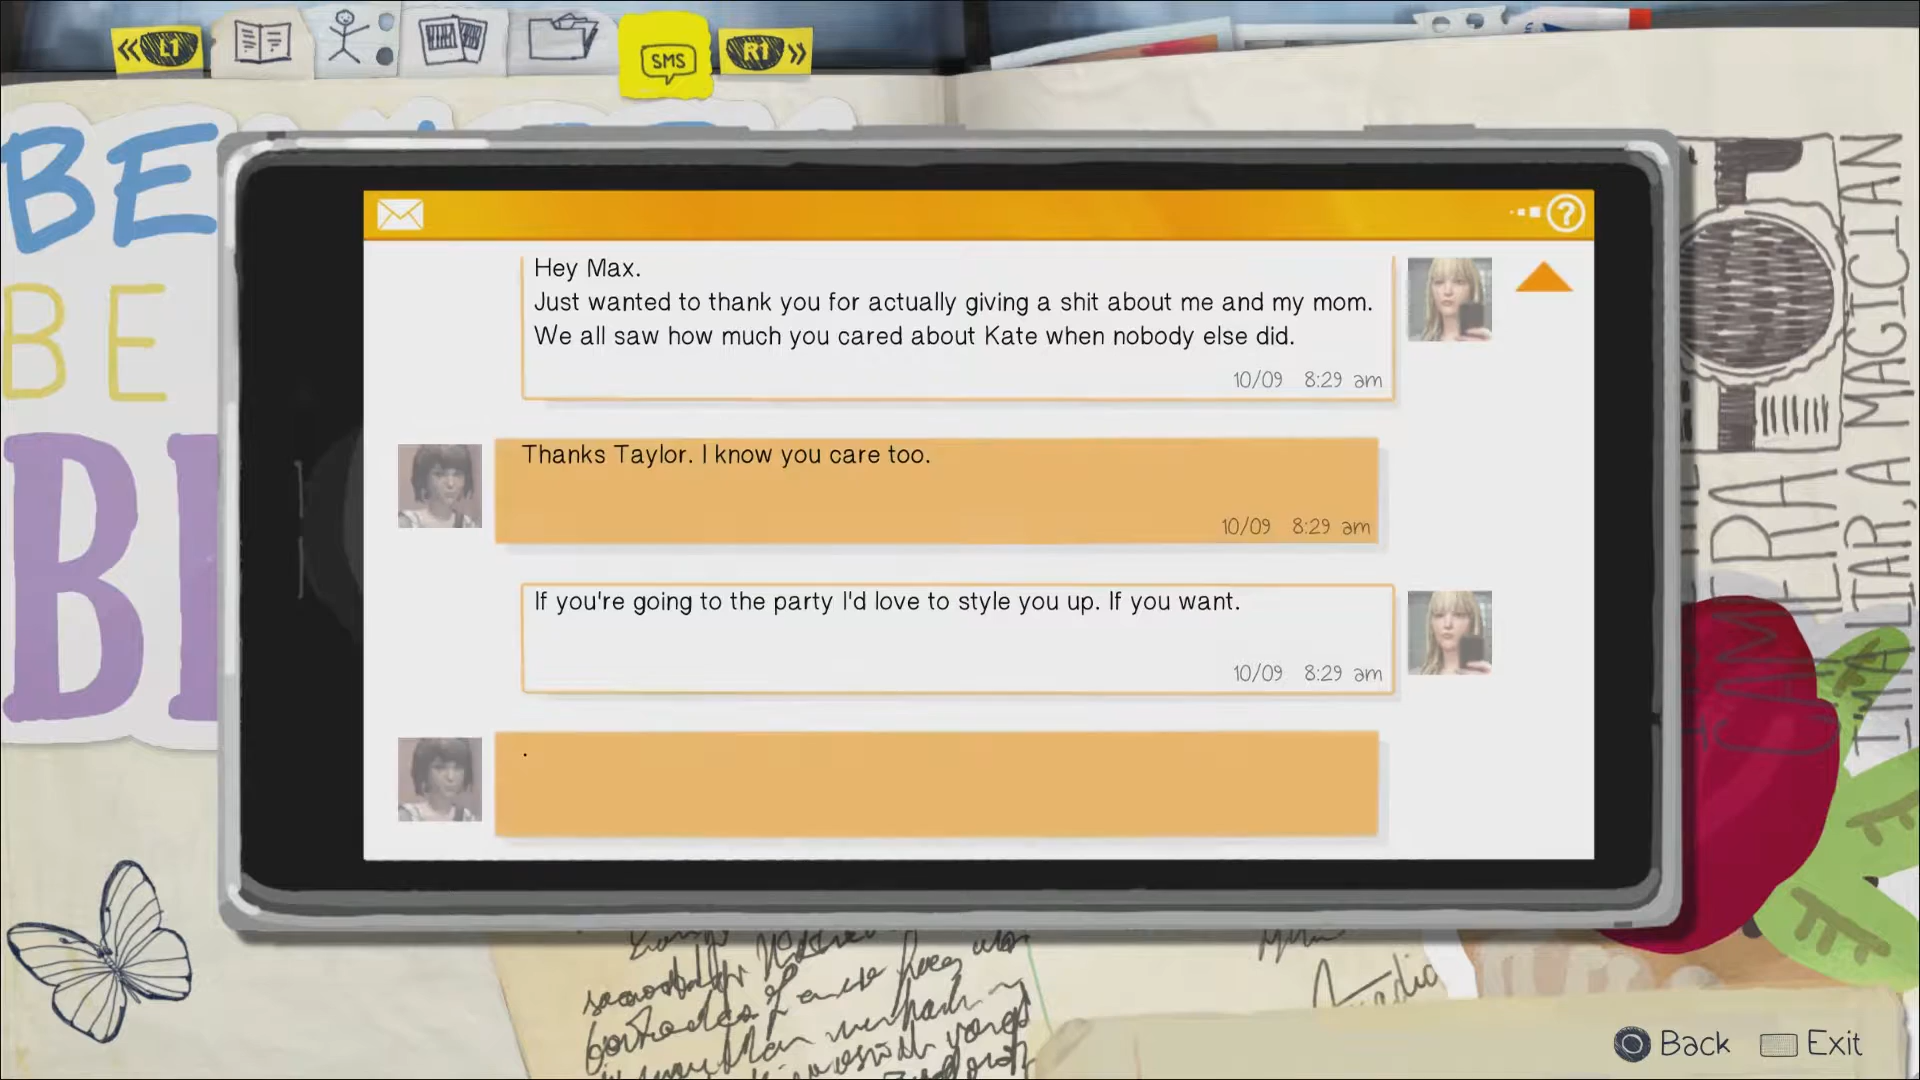 L1
SMS
R1
BE
BE
Hey Max.
Just wanted to thank you for actually giving a shit about me and my mom.
We all saw how much you cared about Kate when nobody else did.
10/09 8:29 am
Thanks Taylor. I know you care too.
10/09 8:29 am
If you're going to the party I'd love to style you up. If you want.
10/09 8:29 am
.
CAMERA
I'M A LIAR, A MAGICIAN
Back
Exit